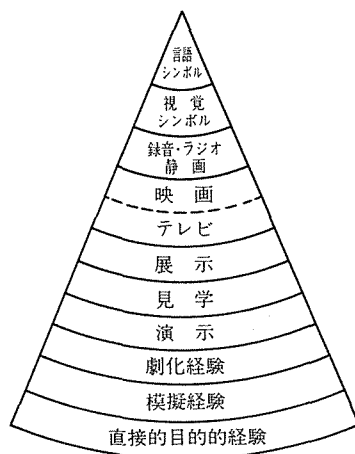 言語
シンボル
視覚
シンボル
録音・ラジオ
静画
映画
テレビ
展示
見学
演示
劇化経験
模擬経験
直接的目的的経験